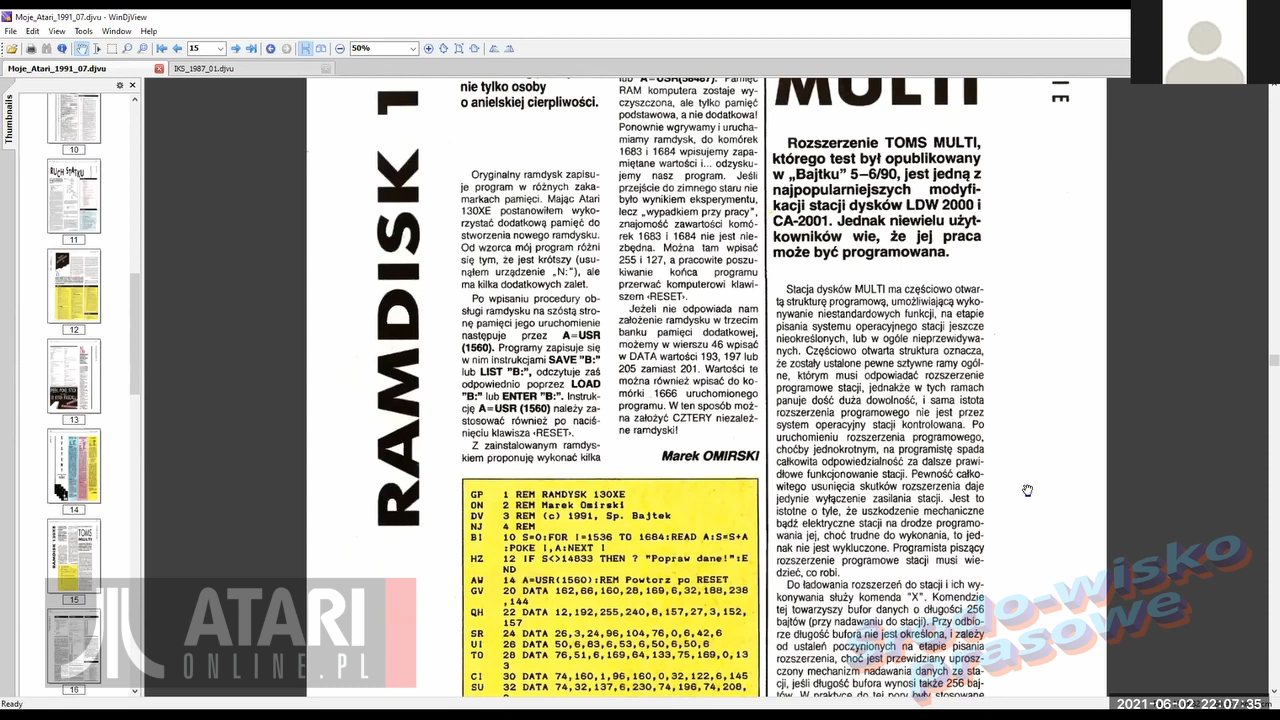 Moje_Atari_1991_07.djvu - WinDjView
File Edit View Tools Window Help
15
50%
Moje_Atari_1991_07.djvu
IKS_1987_01.djvu
Thumbnails
10
11
12
13
15
16
RAMDISK 1
nie tylko osoby
o anielskiej cierpliwości.
Oryginalny ramdysk zapisu-
je program w różnych zaka-
markach pamięci. Mając Atari
130XE postanowiłem wyko-
rzystać dodatkową pamięć do
stworzenia nowego ramdysku.
Od wzorca mój program różni
się tym, że jest krótszy (usu-
nąłem urządzenie „N:"), ale
ma kilka dodatkowych zalet.
Po wpisaniu procedury ob-
sługi ramdysku na szóstą stro-
nę pamięci jego uruchomienie
następuje przez A=USR
(1560). Programy zapisuje się
w nim instrukcjami SAVE "B:"
lub LIST "B:", odczytuje zaś
odpowiednio poprzez LOAD
"B:" lub ENTER "B:". Instruk-
cję A=USR (1560) należy za-
stosować również po naciś-
nięciu klawisza ‹RESET›.
Z zainstalowanym ramdys-
kiem proponuję wykonać kilka
lub A=USR(58487). Pamięć
RAM komputera zostaje wy-
czyszczona, ale tylko pamięć
podstawowa, a nie dodatkowa!
Ponownie wgrywamy i urucha-
miamy ramdysk, do komórek
1683 i 1684 wpisujemy zapa-
miętane wartości i... odzysku-
jemy nasz program. Jeśli
przejście do zimnego staru nie
było wynikiem eksperymentu,
lecz „wypadkiem przy pracy",
znajomość zawartości komó-
rek 1683 i 1684 nie jest nie-
zbędna. Można tam wpisać
255 i 127, a pracowite poszu-
kiwanie końca programu
przerwać komputerowi klawi-
szem ‹RESET›.
Jeżeli nie odpowiada nam
założenie ramdysku w trzecim
banku pamięci dodatkowej,
możemy w wierszu 46 wpisać
w DATA wartości 193, 197 lub
205 zamiast 201. Wartości te
można również wpisać do ko-
mórki 1666 uruchomionego
programu. W ten sposób moż-
na założyć CZTERY niezależ-
ne ramdyski!
Marek OMIRSKI
GP 1 REM RAMDYSK 130XE
ON 2 REM Marek Omirski
DV 3 REM (c) 1991, Sp. Bajtek
NJ 4 REM
BI 10 S=0:FOR I=1536 TO 1684:READ A:S=S+A
:POKE I,A:NEXT I
HZ 12 IF S<>14833 THEN ? "Popraw dane!":E
ND
AW 14 A=USR(1560):REM Powtorz po RESET
GV 20 DATA 162,66,160,28,169,6,32,188,238
,144
QH 22 DATA 12,192,255,240,8,157,27,3,152,
157
SR 24 DATA 26,3,24,96,104,76,0,6,42,6
UI 26 DATA 50,6,83,6,53,6,50,6,50,6
TO 28 DATA 76,51,6,169,64,133,75,169,0,13
3
CI 30 DATA 74,160,1,96,160,0,32,122,6,145
SU 32 DATA 74,32,137,6,230,74,196,74,208,
MULTI
IE
Rozszerzenie TOMS MULTI,
którego test był opublikowany
w „Bajtku” 5–6/90, jest jedną z
najpopularniejszych modyfi-
kacji stacji dysków LDW 2000 i
CA-2001. Jednak niewielu użyt-
kowników wie, że jej praca
może być programowana.
Stacja dysków MULTI ma częściowo otwar-
tą strukturę programową, umożliwiającą wyko-
nywanie niestandardowych funkcji, na etapie
pisania systemu operacyjnego stacji jeszcze
nieokreślonych, lub w ogóle nieprzewidywa-
nych. Częściowo otwarta struktura oznacza,
że zostały ustalone pewne sztywne ramy ogól-
ne, którym musi odpowiadać rozszerzenie
programowe stacji, jednakże w tych ramach
panuje dość duża dowolność, i sama istota
rozszerzenia programowego nie jest przez
system operacyjny stacji kontrolowana. Po
uruchomieniu rozszerzenia programowego,
choćby jednokrotnym, na programistę spada
całkowita odpowiedzialność za dalsze prawi-
dłowe funkcjonowanie stacji. Pewność całko-
witego usunięcia skutków rozszerzenia daje
jedynie wyłączenie zasilania stacji. Jest to
istotne o tyle, że uszkodzenie mechaniczne
bądź elektryczne stacji na drodze programo-
wania jej, choć trudne do wykonania, to jed-
nak nie jest wykluczone. Programista piszący
rozszerzenie programowe stacji musi wie-
dzieć, co robi.
Do ładowania rozszerzeń do stacji i ich wy-
konywania służy komenda "X". Komendzie
tej towarzyszy bufor danych o długości 256
bajtów (przy nadawaniu do stacji). Przy odbio-
rze długość bufora nie jest określona, i zależy
od ustaleń poczynionych na etapie pisania
rozszerzenia, choć jest przewidziany uprosz-
czony mechanizm nadawania danych ze sta-
cji, jeśli długość bufora wynosi także 256 baj-
tów. W praktyce do tej pory były stosowane
ATARI
ONLINE.PL
Ready
2021-06-02 22:07:35